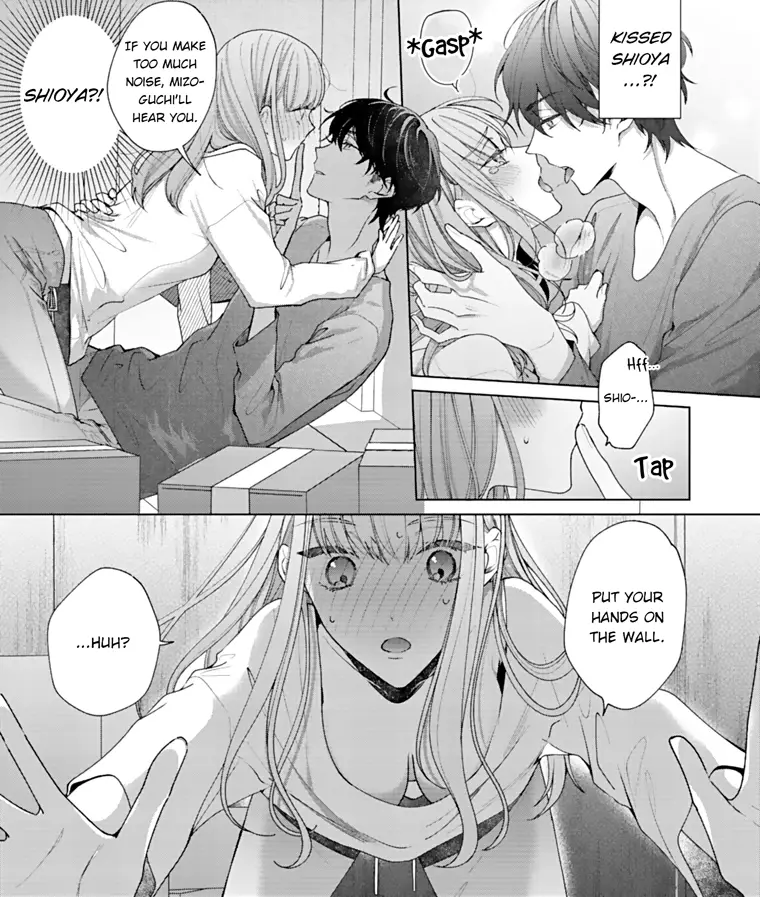 KISSED
SHIOYA
...?!
*GASP*
Hff...
SHIO-...
TAP
IF YOU MAKE
TOO MUCH
NOISE, MIZO-
GUCHI'LL
HEAR YOU.
SHIOYA?!
PUT YOUR
HANDS ON
THE WALL.
...HUH?